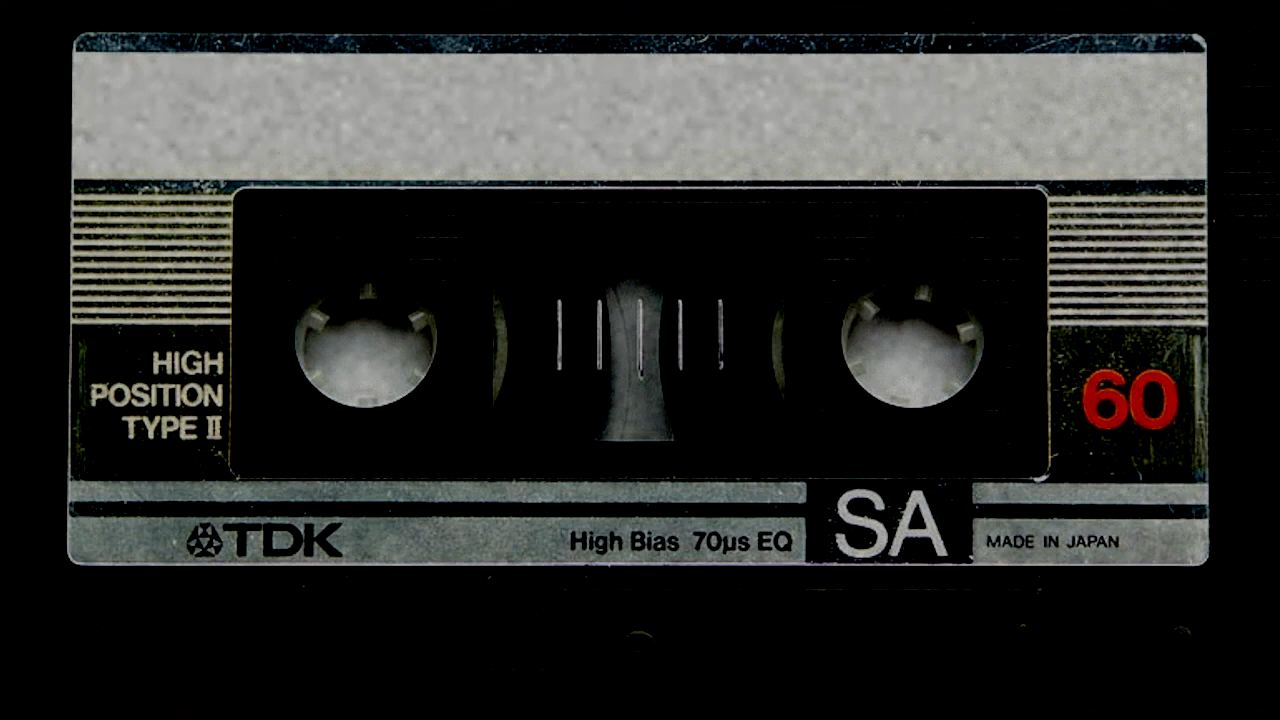 HIGH
POSITION
TYPE II
60
TDK
High Bias 70µs EQ
SA
MADE IN JAPAN